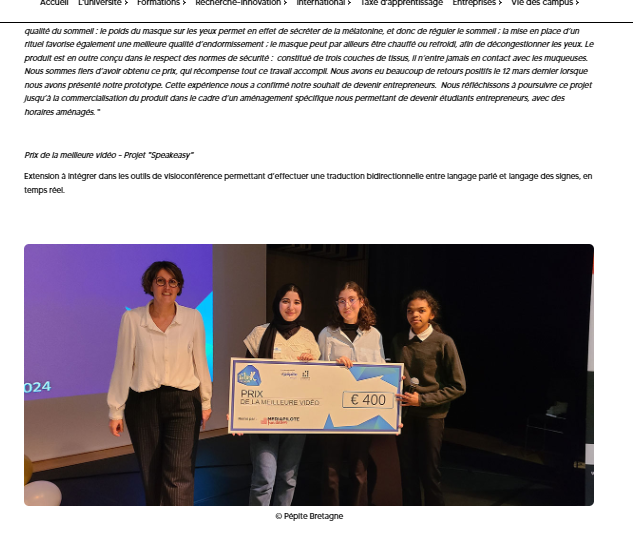 Accueil L'université Formations Recherche-Innovation International Taxe d'apprentissage Entreprises Vie des campus
qualité du sommeil : le poids du masque sur les yeux permet en effet de sécréter de la mélatonine, et donc de réguler le sommeil ; la mise en place d'un
rituel favorise également une meilleure qualité d'endormissement ; le masque peut par ailleurs être chauffé ou refroidi, afin de décongestionner les yeux. Le
produit est en outre conçu dans le respect des normes de sécurité : constitué de trois couches de tissus, il n'entre jamais en contact avec les muqueuses.
Nous sommes fiers d'avoir obtenu ce prix, qui récompense tout ce travail accompli. Nous avons eu beaucoup de retours positifs le 12 mars dernier lorsque
nous avons présenté notre prototype. Cette expérience nous a confirmé notre souhait de devenir entrepreneurs. Nous réfléchissons à poursuivre ce projet
jusqu'à la commercialisation du produit dans le cadre d'un aménagement spécifique nous permettant de devenir étudiants entrepreneurs, avec des
horaires aménagés. "
Prix de la meilleure vidéo - Projet "Speakeasy"
Extension à intégrer dans les outils de visioconférence permettant d'effectuer une traduction bidirectionnelle entre langage parlé et langage des signes, en
temps réel.
024
PRIX
DE LA MEILLEURE VIDÉO
€ 400
MEDIAPILOTE
© Pépite Bretagne